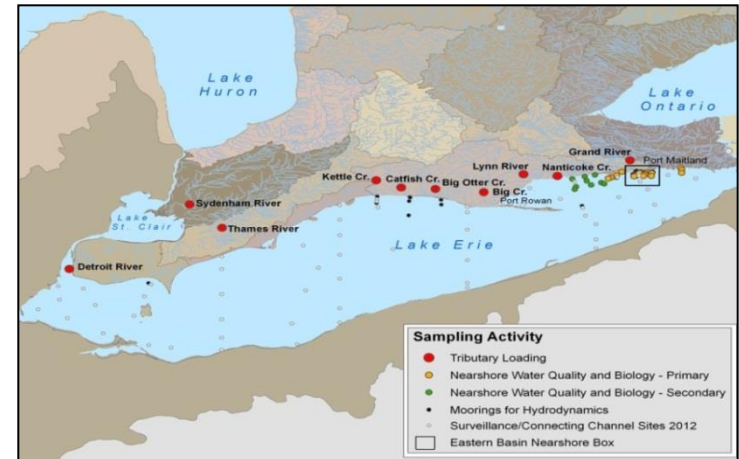 Lake
Huron
Lake
Ontario
Grand River
Port Maitland
Lynn River
Nanticoke Cr.
Kettle Cr.
Catfish Cr.
Big Otter Cr.
Big Cr.
Port Rowan
Sydenham River
Lake
St. Clair
Thames River
Lake Erie
Detroit River
Sampling Activity
Tributary Loading
Nearshore Water Quality and Biology - Primary
Nearshore Water Quality and Biology - Secondary
Moorings for Hydrodynamics
Surveillance/Connecting Channel Sites 2012
Eastern Basin Nearshore Box